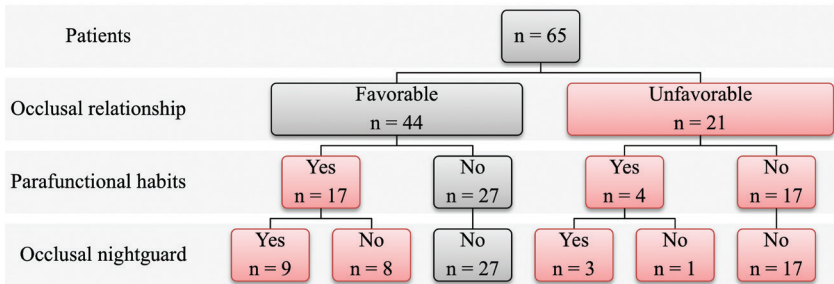 Patients
n = 65
Occlusal relationship
Favorable
n = 44
Unfavorable
n = 21
Parafunctional habits
Yes
n = 17
No
n = 27
Yes
n = 4
No
n = 17
Occlusal nightguard
Yes
n = 9
No
n = 8
No
n = 27
Yes
n = 3
No
n = 1
No
n = 17